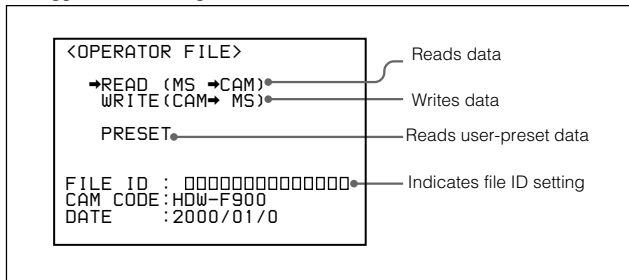 <OPERATOR FILE>
➔READ (MS ➔CAM)
WRITE(CAM➔ MS)
PRESET
FILE ID : □□□□□□□□□□□□□□
CAM CODE:HDW-F900
DATE :2000/01/0
Reads data
Writes data
Reads user-preset data
Indicates file ID setting